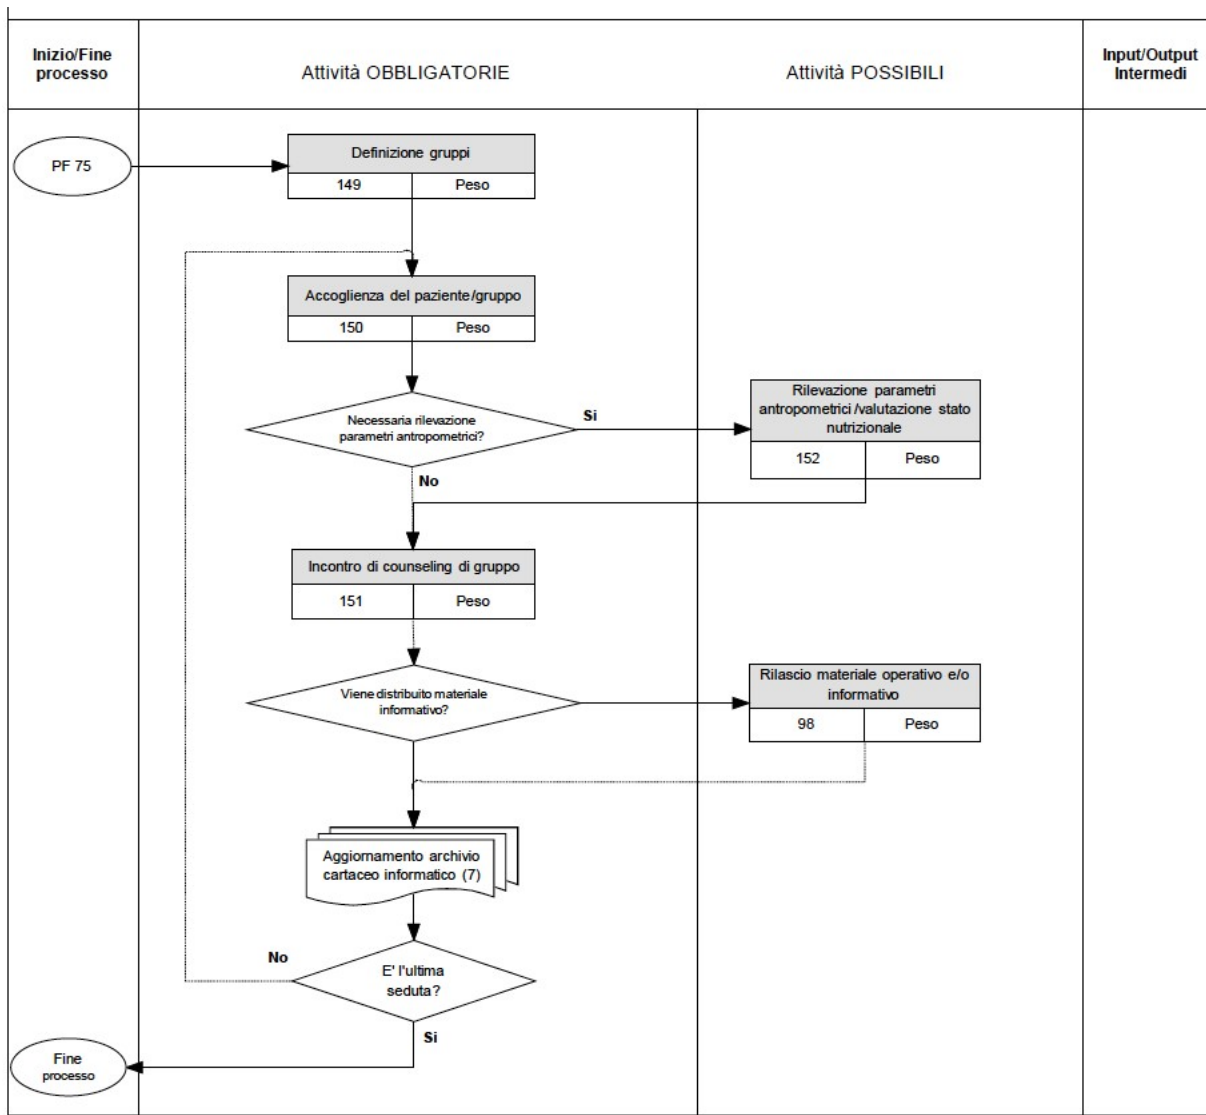 Inizio/Fine
processo
Attività OBBLIGATORIE
Attività POSSIBILI
Input/Output
Intermedi
PF 75
Definizione gruppi
149
Peso
Accoglienza del paziente/gruppo
150
Peso
Necessaria rilevazione
parametri antropometrici?
Si
No
Rilevazione parametri
antropometrici/valutazione stato
nutrizionale
152
Peso
Incontro di counseling di gruppo
151
Peso
Viene distribuito materiale
informativo?
Rilascio materiale operativo e/o
informativo
98
Peso
Aggiornamento archivio
cartaceo informatico (7)
No
E' l'ultima
seduta?
Si
Fine
processo